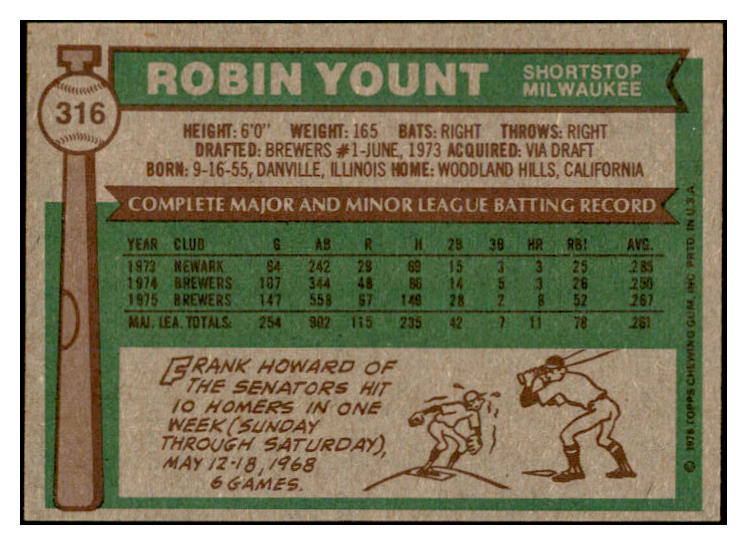 316
ROBIN YOUNT
SHORTSTOP
MILWAUKEE
HEIGHT: 6'0" WEIGHT: 165 BATS: RIGHT THROWS: RIGHT
DRAFTED: BREWERS #1-JUNE, 1973 ACQUIRED: VIA DRAFT
BORN: 9-16-55, DANVILLE, ILLINOIS HOME: WOODLAND HILLS, CALIFORNIA
COMPLETE MAJOR AND MINOR LEAGUE BATTING RECORD
YEAR CLUB G AB R H 2B 3B HR RBI AVG.
1973 NEWARK 64 242 29 69 15 3 3 25 .285
1974 BREWERS 107 344 48 86 14 5 3 26 .250
1975 BREWERS 147 558 67 149 28 2 8 52 .267
MAJ. LEA. TOTALS: 254 902 115 235 42 7 11 78 .261
FRANK HOWARD OF
THE SENATORS HIT
10 HOMERS IN ONE
WEEK (SUNDAY
THROUGH SATURDAY),
MAY 12-18, 1968
6 GAMES.
© 1976 TOPPS CHEWING GUM, INC. PRTD. IN U.S.A.